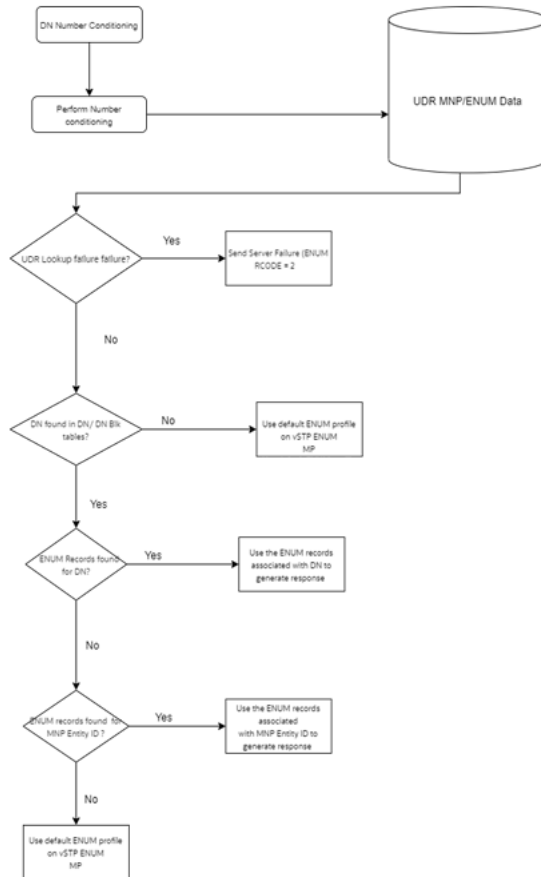 DN Number Conditioning
Perform Number
conditioning
UDR MNP/ENUM Data
UDR Lookup failure failure?
Yes
Send Server Failure (ENUM
RCODE = 2
No
DN found in DN/ DN Blk
tables?
No
Use default ENUM profile
on vSTP ENUM
MP
Yes
ENUM Records found
for DN?
Yes
Use the ENUM records
associated with DN to
generate response
No
ENUM records found for
MNP Entity ID ?
Yes
Use the ENUM records
associated
with MNP Entity ID to
generate response
No
Use default ENUM profile
on vSTP ENUM
MP